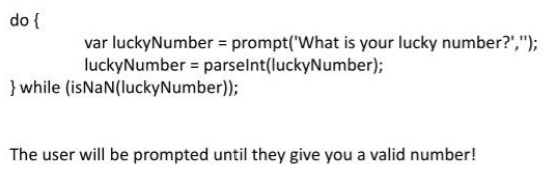 do {
var luckyNumber = prompt('What is your lucky number?','');
luckyNumber = parseInt(luckyNumber);
} while (isNaN(luckyNumber));
The user will be prompted until they give you a valid number!